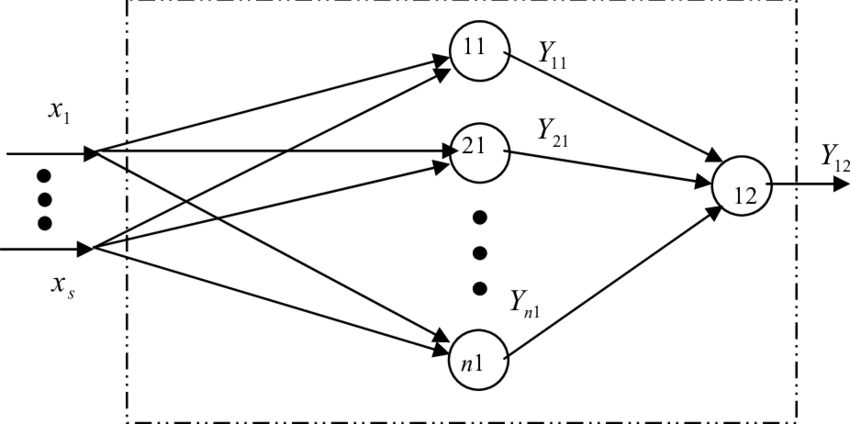 11
Y₁₁
x₁
21
Y₂₁
Y₁₂
12
xₛ
Yₙ₁
n1